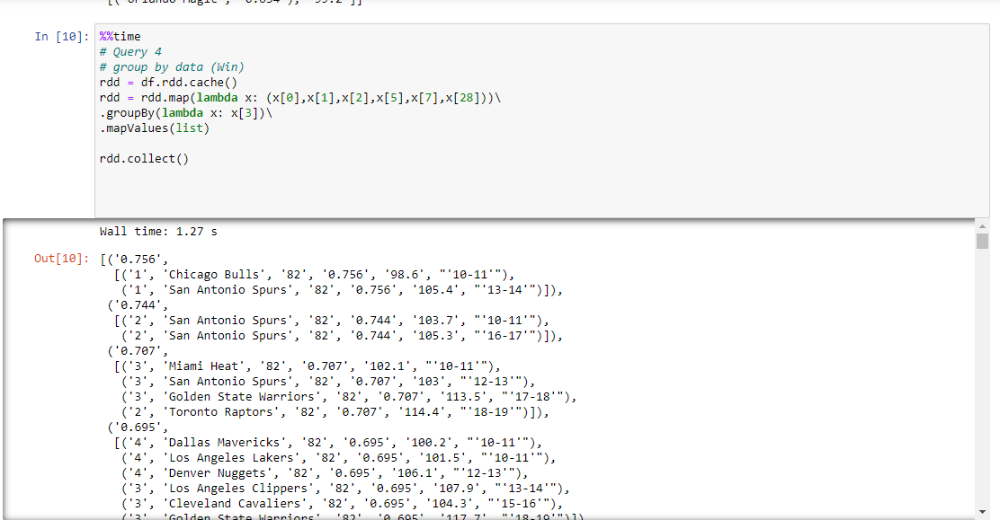 In [10]: %%time
# Query 4
# group by data (Win)
rdd = df.rdd.cache()
rdd = rdd.map(lambda x: (x[0],x[1],x[2],x[5],x[7],x[28]))\
.groupBy(lambda x: x[3])\
.mapValues(list)
rdd.collect()
Wall time: 1.27 s
Out[10]: [('0.756',
[('1', 'Chicago Bulls', '82', '0.756', '98.6', "'10-11'"),
('1', 'San Antonio Spurs', '82', '0.756', '105.4', "'13-14'")]),
('0.744',
[('2', 'San Antonio Spurs', '82', '0.744', '103.7', "'10-11'"),
('2', 'San Antonio Spurs', '82', '0.744', '105.3', "'16-17'")]),
('0.707',
[('3', 'Miami Heat', '82', '0.707', '102.1', "'10-11'"),
('3', 'San Antonio Spurs', '82', '0.707', '103', "'12-13'"),
('3', 'Golden State Warriors', '82', '0.707', '113.5', "'17-18'"),
('2', 'Toronto Raptors', '82', '0.707', '114.4', "'18-19'")]),
('0.695',
[('4', 'Dallas Mavericks', '82', '0.695', '100.2', "'10-11'"),
('4', 'Los Angeles Lakers', '82', '0.695', '101.5', "'10-11'"),
('4', 'Denver Nuggets', '82', '0.695', '106.1', "'12-13'"),
('3', 'Los Angeles Clippers', '82', '0.695', '107.9', "'13-14'"),
('3', 'Cleveland Cavaliers', '82', '0.695', '104.3', "'15-16'"),
('3', 'Golden State Warriors', '82', '0.695', '117.7', "'18-19'")])